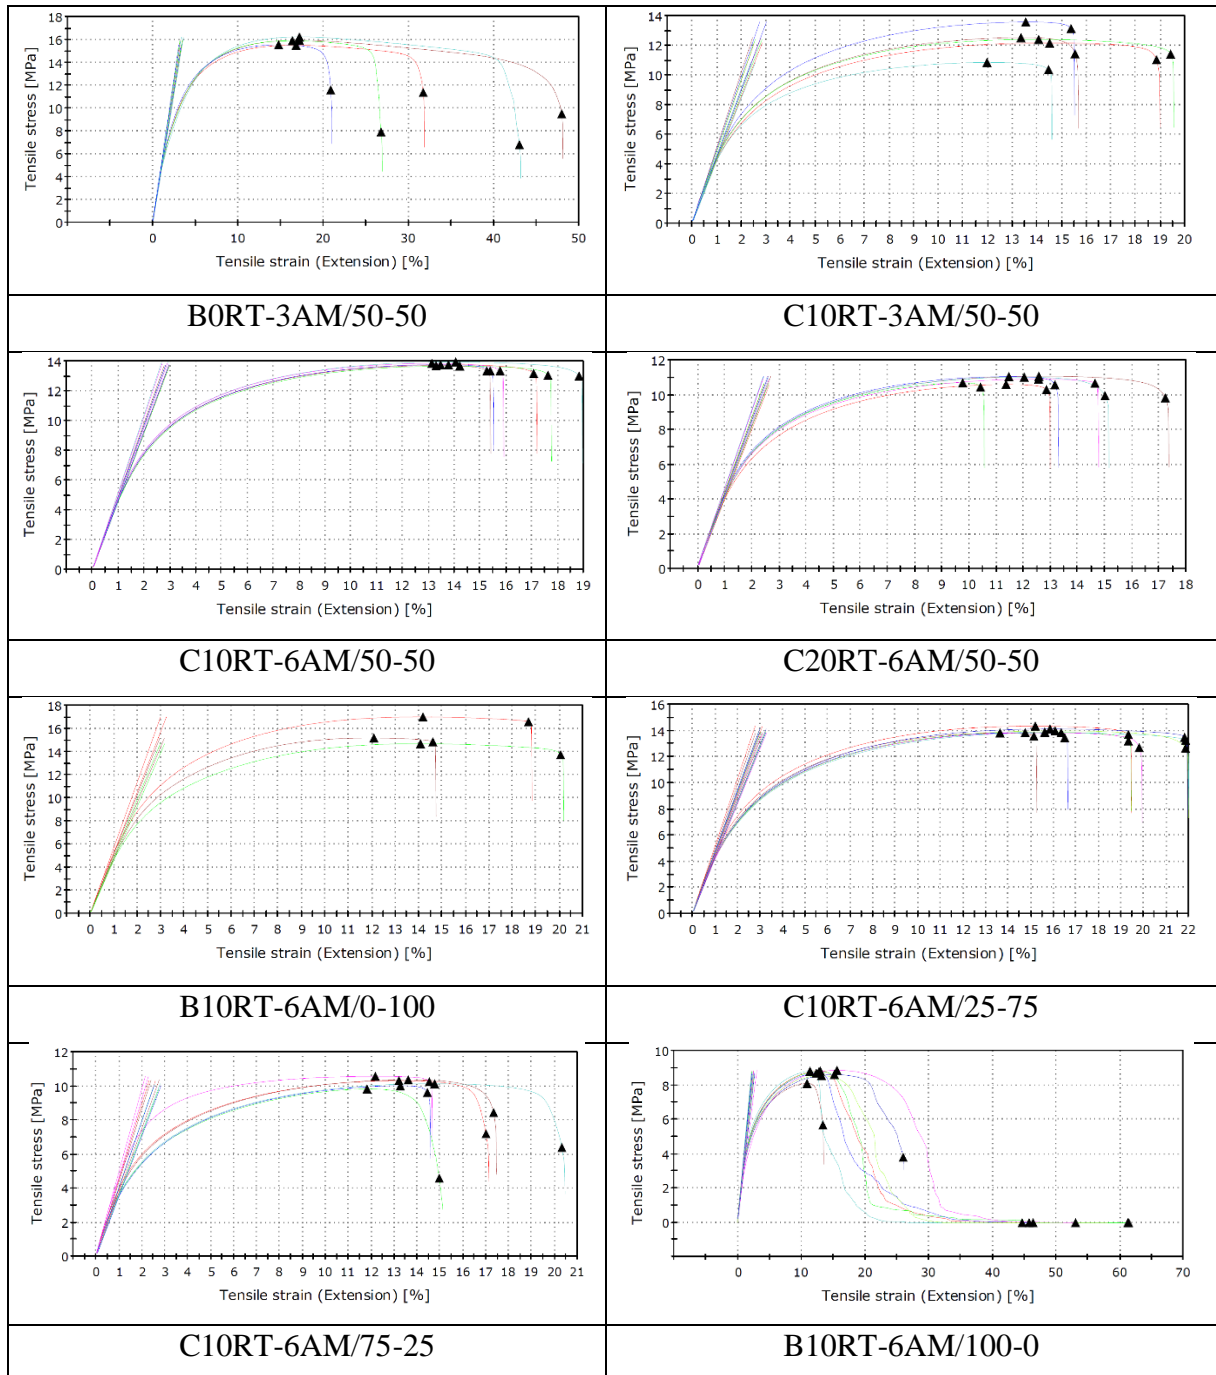 18
16
14
12
10
8
6
4
2
0
Tensile stress [MPa]
0 10 20 30 40 50
Tensile strain (Extension) [%]
B0RT-3AM/50-50
14
12
10
8
6
4
2
0
Tensile stress [MPa]
0 1 2 3 4 5 6 7 8 9 10 11 12 13 14 15 16 17 18 19 20
Tensile strain (Extension) [%]
C10RT-3AM/50-50
14
12
10
8
6
4
2
0
Tensile stress [MPa]
0 1 2 3 4 5 6 7 8 9 10 11 12 13 14 15 16 17 18 19
Tensile strain (Extension) [%]
C10RT-6AM/50-50
12
10
8
6
4
2
0
Tensile stress [MPa]
0 1 2 3 4 5 6 7 8 9 10 11 12 13 14 15 16 17 18
Tensile strain (Extension) [%]
C20RT-6AM/50-50
18
16
14
12
10
8
6
4
2
0
Tensile stress [MPa]
0 1 2 3 4 5 6 7 8 9 10 11 12 13 14 15 16 17 18 19 20 21
Tensile strain (Extension) [%]
B10RT-6AM/0-100
16
14
12
10
8
6
4
2
0
Tensile stress [MPa]
0 1 2 3 4 5 6 7 8 9 10 11 12 13 14 15 16 17 18 19 20 21 22
Tensile strain (Extension) [%]
C10RT-6AM/25-75
12
10
8
6
4
2
0
Tensile stress [MPa]
0 1 2 3 4 5 6 7 8 9 10 11 12 13 14 15 16 17 18 19 20 21
Tensile strain (Extension) [%]
C10RT-6AM/75-25
10
8
6
4
2
0
Tensile stress [MPa]
0 10 20 30 40 50 60 70
Tensile strain (Extension) [%]
B10RT-6AM/100-0